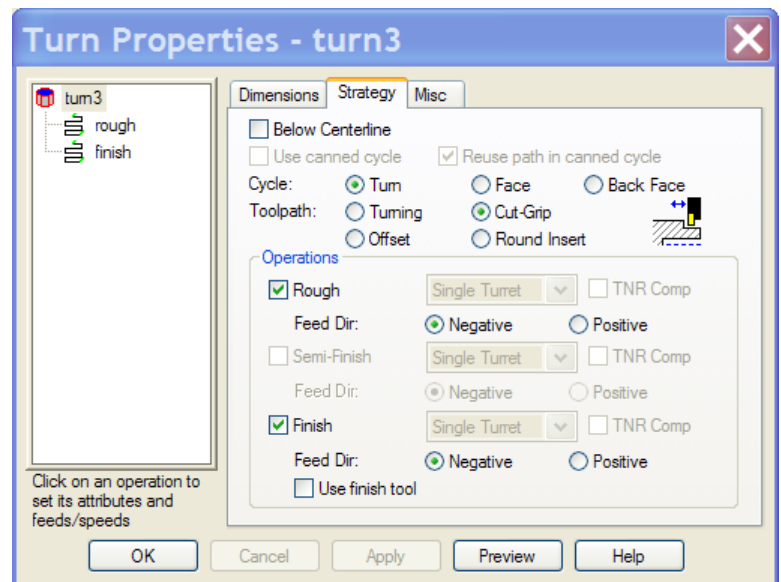 Turn Properties - turn3
turn3
rough
finish
Click on an operation to
set its attributes and
feeds/speeds
Dimensions Strategy Misc
Below Centerline
Use canned cycle Reuse path in canned cycle
Cycle: Turn Face Back Face
Toolpath: Turning Cut-Grip
Offset Round Insert
Operations
Rough Single Turret TNR Comp
Feed Dir: Negative Positive
Semi-Finish Single Turret TNR Comp
Feed Dir: Negative Positive
Finish Single Turret TNR Comp
Feed Dir: Negative Positive
Use finish tool
OK Cancel Apply Preview Help